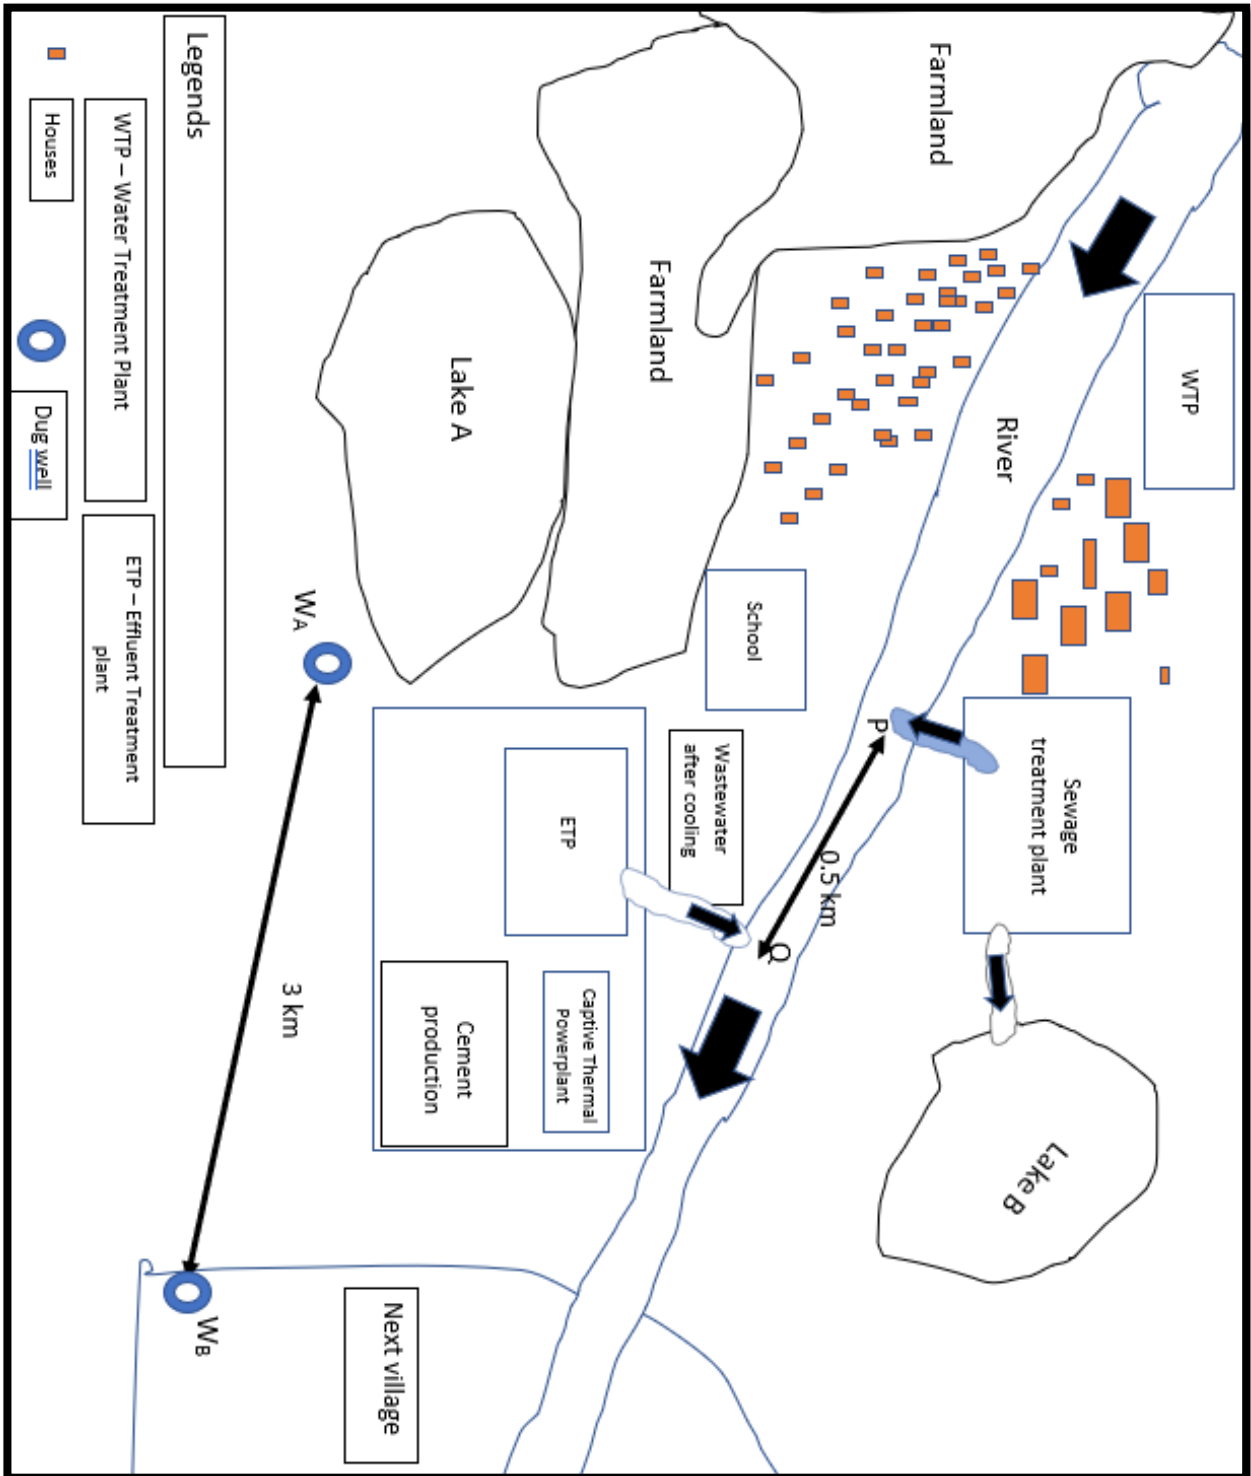 Farmland
WTP
River
Farmland
Lake A
School
P
Sewage
treatment plant
Wastewater
after cooling
0.5 km
Q
ETP
Captive Thermal
Powerplant
Cement
production
Lake B
WA
3 km
WB
Next village
Legends
WTP – Water Treatment Plant
ETP – Effluent Treatment
plant
Houses
Dug well